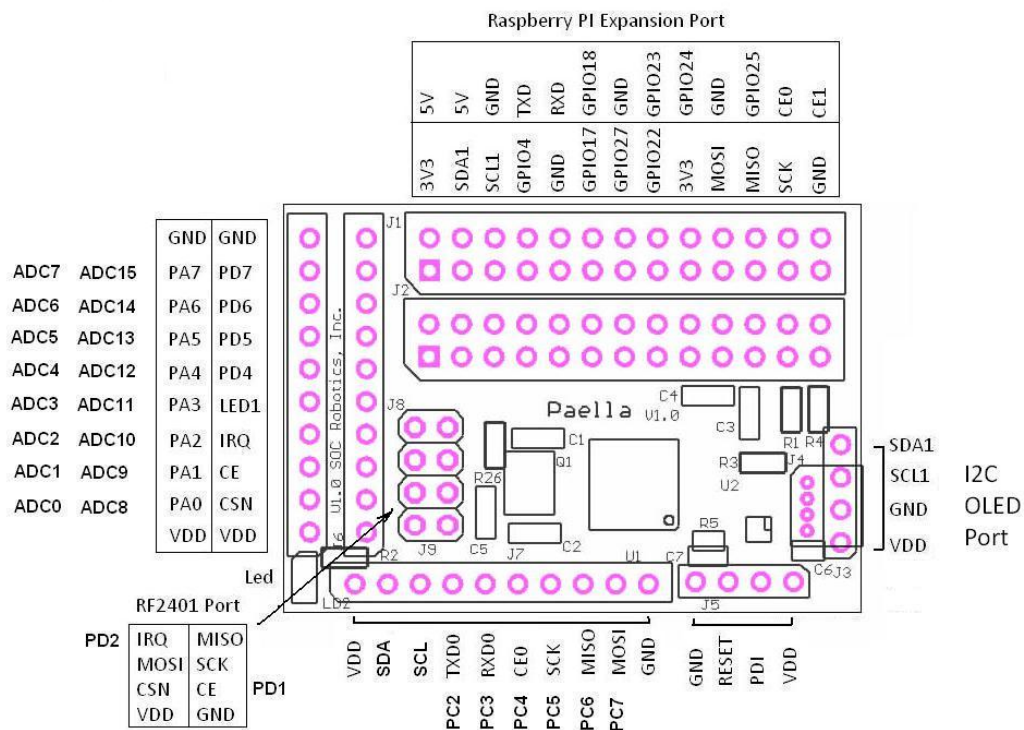 Raspberry PI Expansion Port
5V 5V GND TXD RXD GPIO18 GND GPIO23 GPIO24 GND GPIO25 CE0 CE1
3V3 SDA1 SCL1 GPIO4 GND GPIO17 GPIO27 GPIO22 3V3 MOSI MISO SCK GND
GND GND
ADC7 ADC15 PA7 PD7
ADC6 ADC14 PA6 PD6
ADC5 ADC13 PA5 PD5
ADC4 ADC12 PA4 PD4
ADC3 ADC11 PA3 LED1
ADC2 ADC10 PA2 IRQ
ADC1 ADC9 PA1 CE
ADC0 ADC8 PA0 CSN
VDD VDD
J1
J2
V1.0 SOC Robotics, Inc.
J8
Paella V1.0
C4
C3
C1
Q1
R1 R4
R3 J4
U2
R26
R5
C5 J7 C2 U1 C7
J9
R2
C6 J3
LD2
J5
SDA1
SCL1
GND
VDD
I2C
OLED
Port
Led
RF2401 Port
PD2 IRQ MISO
MOSI SCK
CSN CE PD1
VDD GND
VDD SDA SCL TXD0 RXD0 CE0 SCK MISO MOSI GND
PC2 PC3 PC4 PC5 PC6 PC7
GND RESET PDI VDD